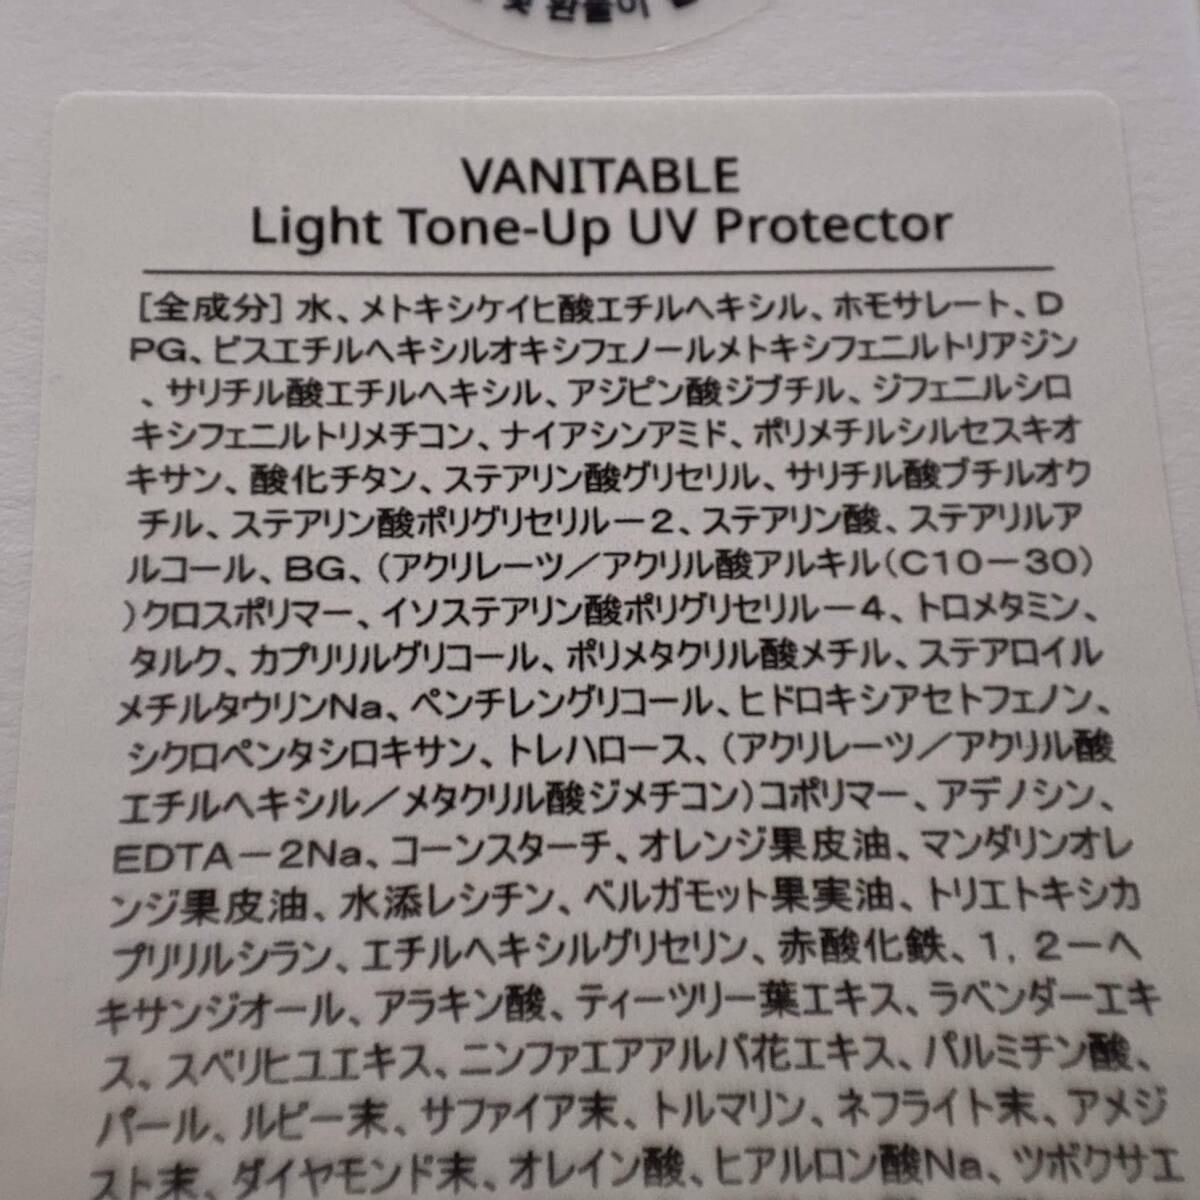 VANITABLE
Light Tone-Up UV Protector
[全成分] 水、メトキシケイヒ酸エチルヘキシル、ホモサレート、D
PG、ビスエチルヘキシルオキシフェノールメトキシフェニルトリアジン
、サリチル酸エチルヘキシル、アジピン酸ジブチル、ジフェニルシロ
キシフェニルトリメチコン、ナイアシンアミド、ポリメチルシルセスキオ
キサン、酸化チタン、ステアリン酸グリセリル、サリチル酸ブチルオク
チル、ステアリン酸ポリグリセリル－2、ステアリン酸、ステアリルア
ルコール、BG、（アクリレーツ／アクリル酸アルキル（C10－30）
）クロスポリマー、イソステアリン酸ポリグリセリル－4、トロメタミン、
タルク、カプリリルグリコール、ポリメタクリル酸メチル、ステアロイル
メチルタウリンNa、ペンチレングリコール、ヒドロキシアセトフェノン、
シクロペンタシロキサン、トレハロース、（アクリレーツ／アクリル酸
エチルヘキシル／メタクリル酸ジメチコン）コポリマー、アデノシン、
EDTA－2Na、コーンスターチ、オレンジ果皮油、マンダリンオレ
ンジ果皮油、水添レシチン、ベルガモット果実油、トリエトキシカ
プリリルシラン、エチルヘキシルグリセリン、赤酸化鉄、1，2－ヘ
キサンジオール、アラキン酸、ティーツリー葉エキス、ラベンダーエキ
ス、スベリヒユエキス、ニンファエアアルバ花エキス、パルミチン酸、
パール、ルビー末、サファイア末、トルマリン、ネフライト末、アメジ
スト末、ダイヤモンド末、オレイン酸、ヒアルロン酸Na、ツボクサエ